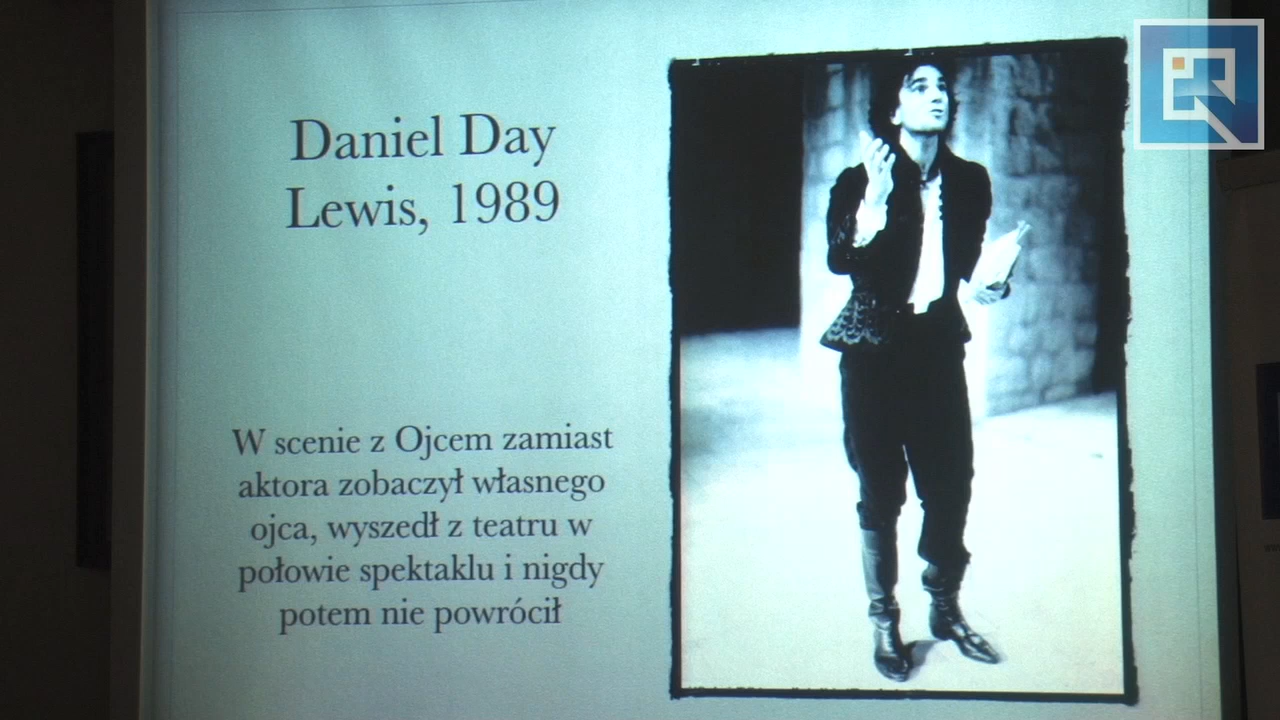 Daniel Day
Lewis, 1989
W scenie z Ojcem zamiast
aktora zobaczył własnego
ojca, wyszedł z teatru w
połowie spektaklu i nigdy
potem nie powrócił